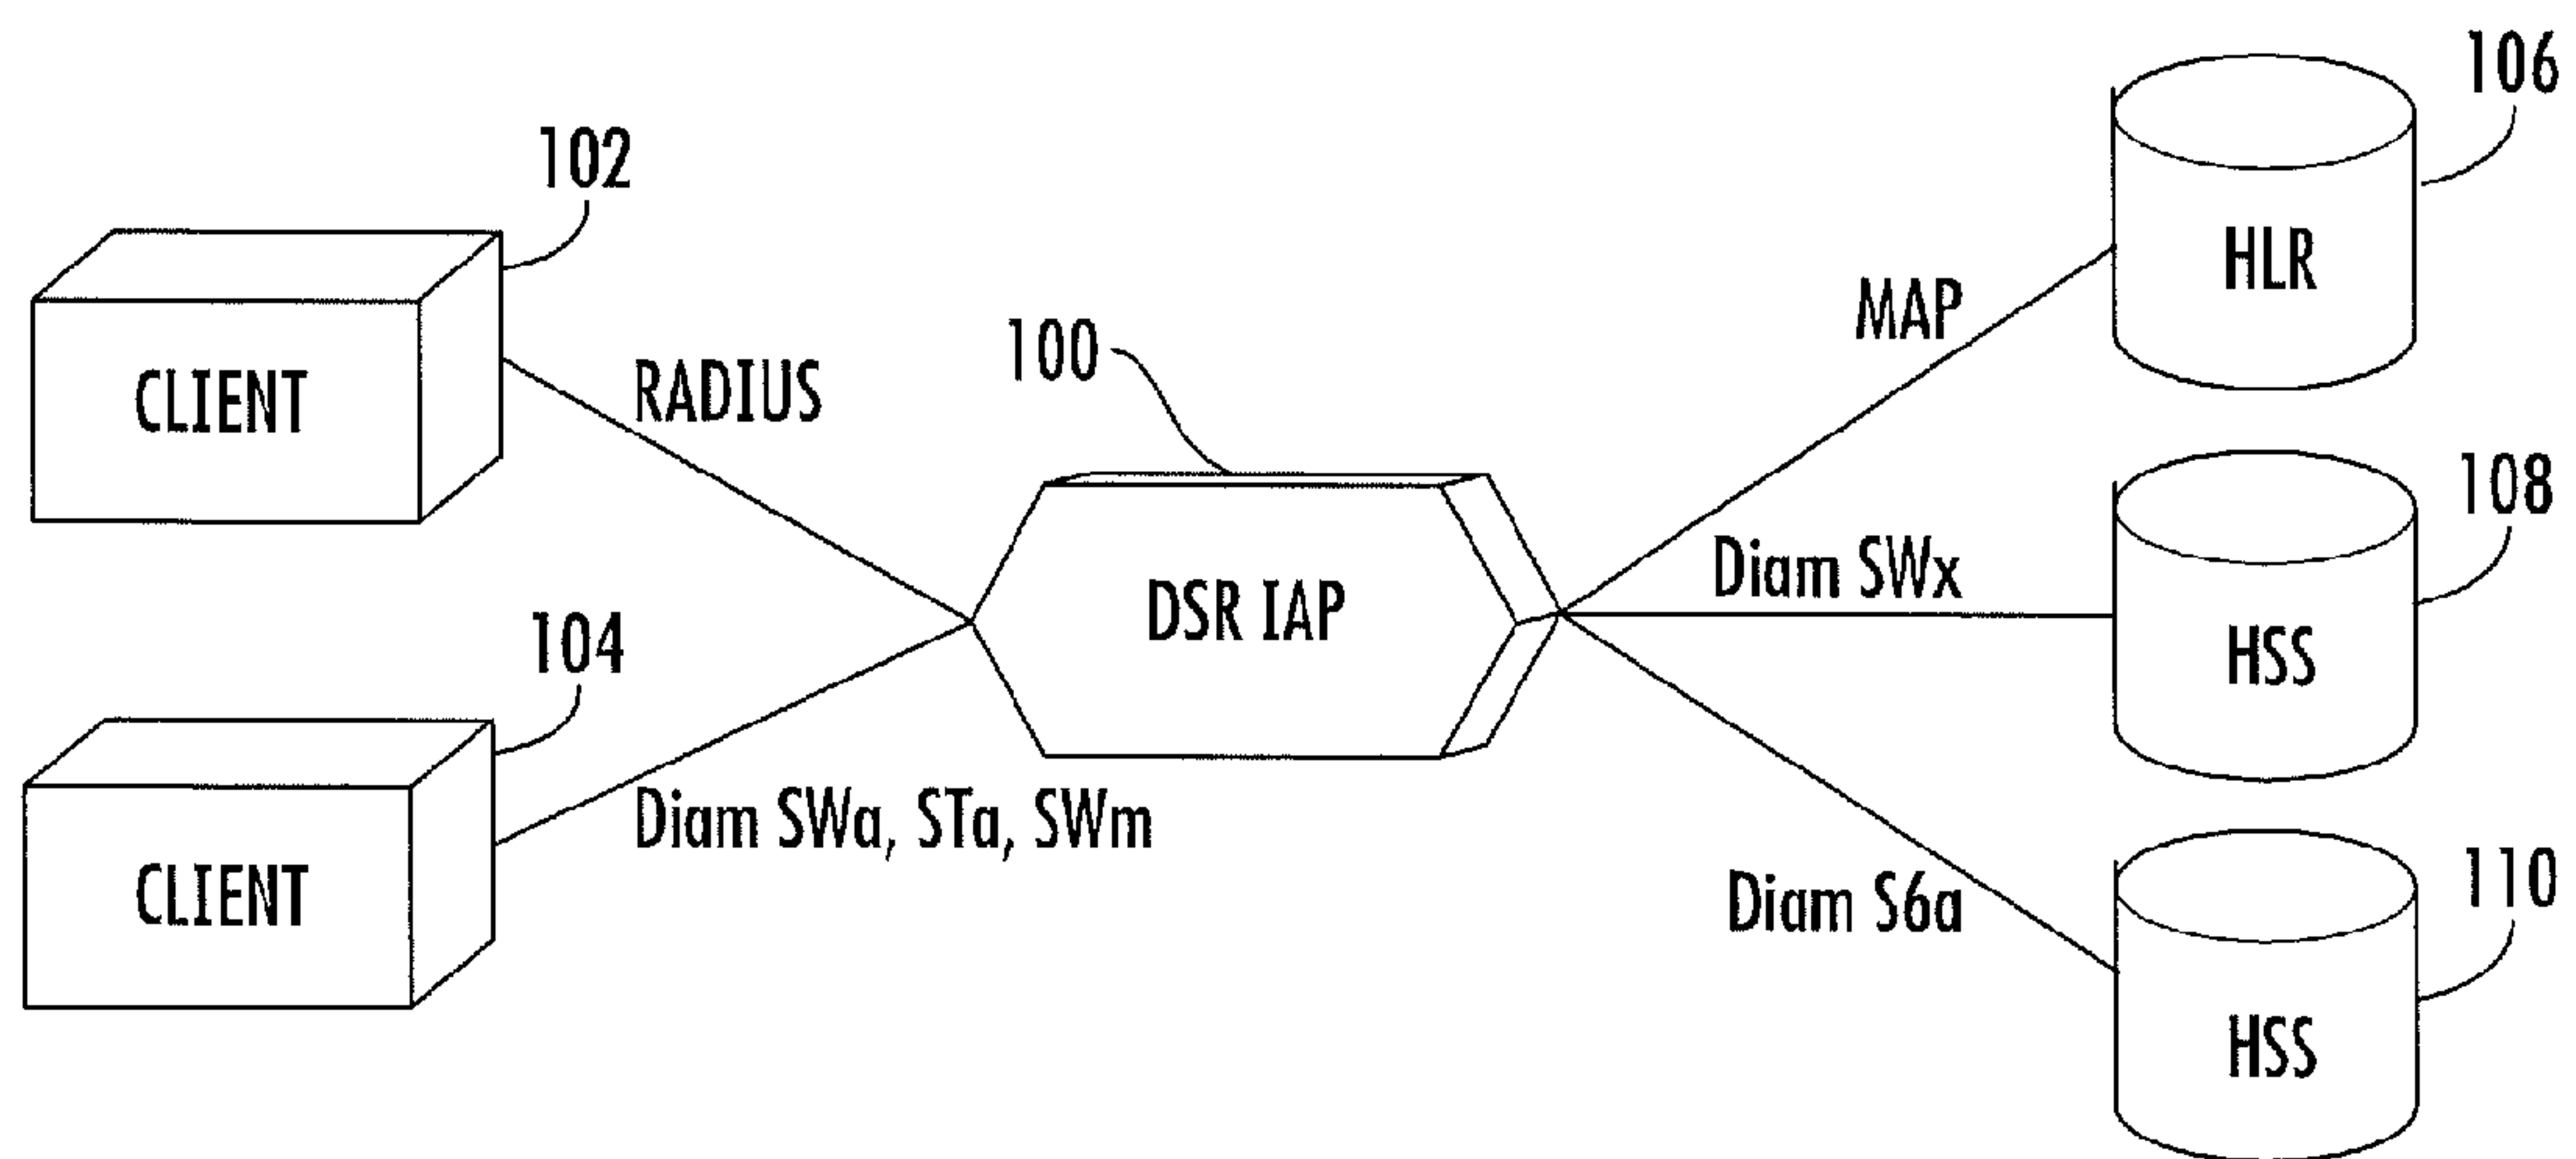 106
102
HLR
MAP
100
RADIUS
CLIENT
108
Diam SWx
DSR IAP
HSS
104
Diam SWa, STa, SWm
Diam S6a
110
CLIENT
HSS